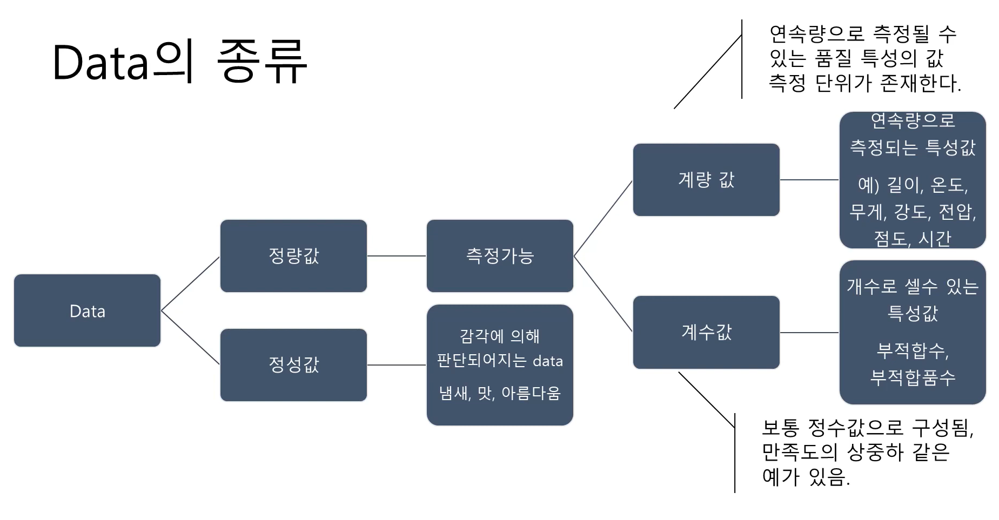 Data의 종류
연속량으로 측정될 수
있는 품질 특성의 값
측정 단위가 존재한다.
Data
정량값
측정가능
정성값
감각에 의해
판단되어지는 data
냄새, 맛, 아름다움
계량 값
연속량으로
측정되는 특성값
예) 길이, 온도,
무게, 강도, 전압,
점도, 시간
계수값
개수로 셀수 있는
특성값
부적합수,
부적합품수
보통 정수값으로 구성됨,
만족도의 상중하 같은
예가 있음.